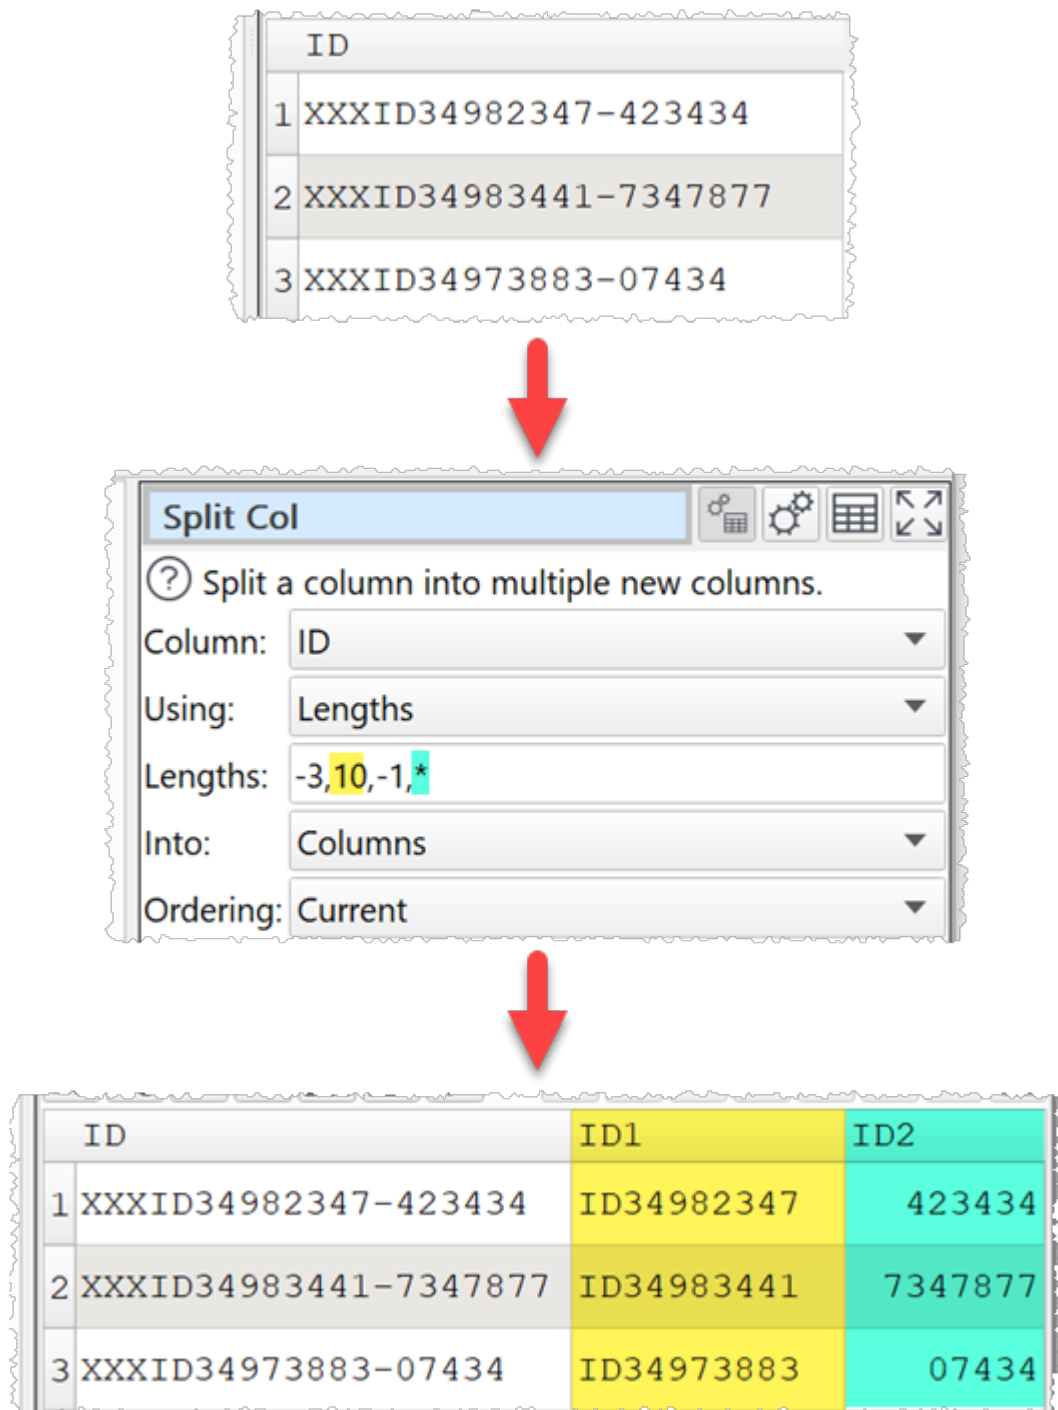 ID
1 XXXID34982347-423434
2 XXXID34983441-7347877
3 XXXID34973883-07434
Split Col
? Split a column into multiple new columns.
Column: ID
Using: Lengths
Lengths: -3,10,-1,*
Into: Columns
Ordering: Current
ID ID1 ID2
1 XXXID34982347-423434 ID34982347 423434
2 XXXID34983441-7347877 ID34983441 7347877
3 XXXID34973883-07434 ID34973883 07434